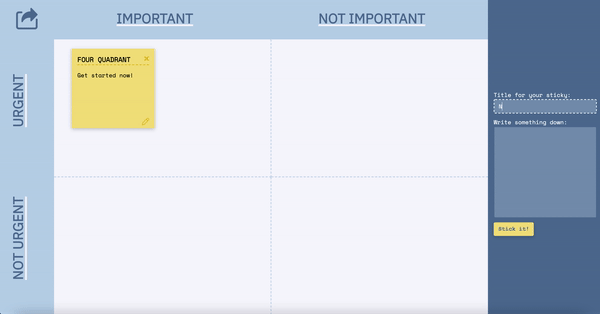 IMPORTANT
NOT IMPORTANT
URGENT
NOT URGENT
FOUR QUADRANT
Get started now!
Title for your sticky:
Write something down:
Stick it!